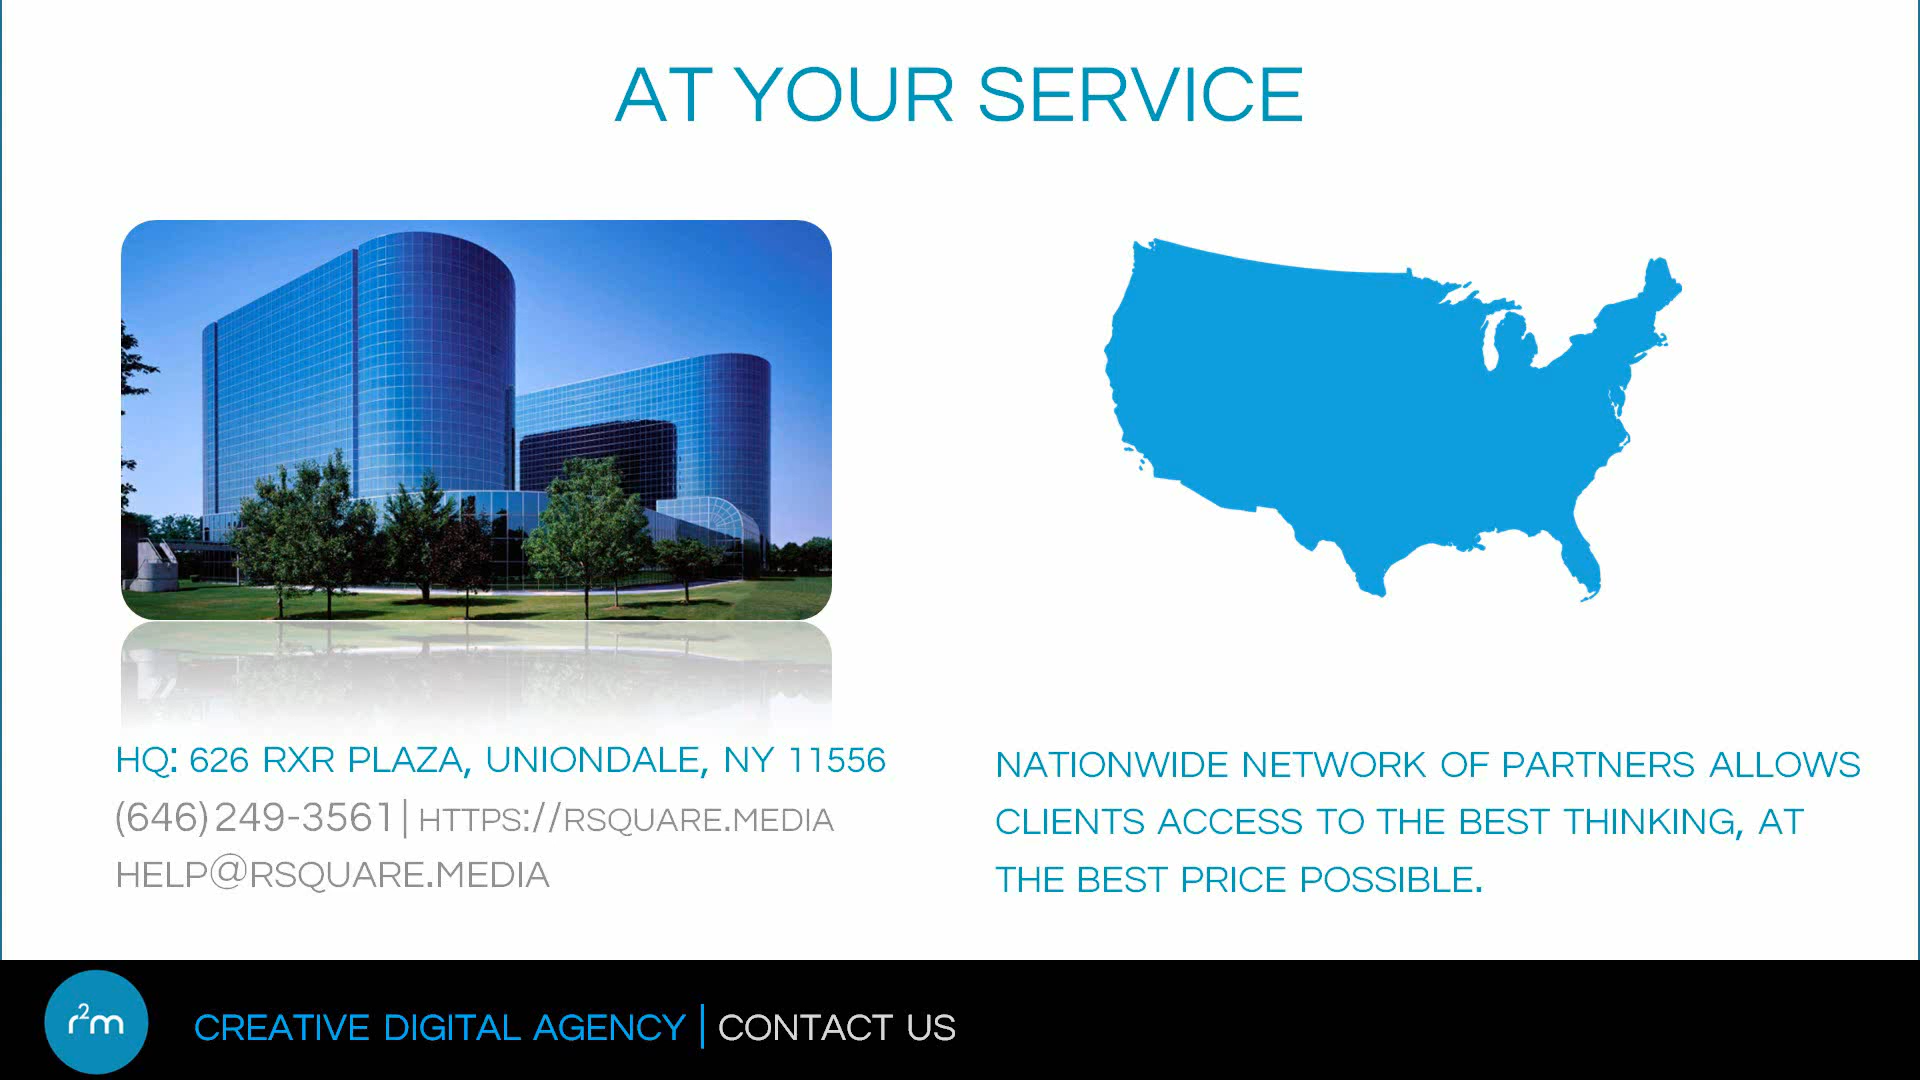 AT YOUR SERVICE
HQ: 626 RXR PLAZA, UNIONDALE, NY 11556
(646) 249-3561 | HTTPS://RSQUARE.MEDIA
HELP@RSQUARE.MEDIA
NATIONWIDE NETWORK OF PARTNERS ALLOWS
CLIENTS ACCESS TO THE BEST THINKING, AT
THE BEST PRICE POSSIBLE.
r²m
CREATIVE DIGITAL AGENCY | CONTACT US